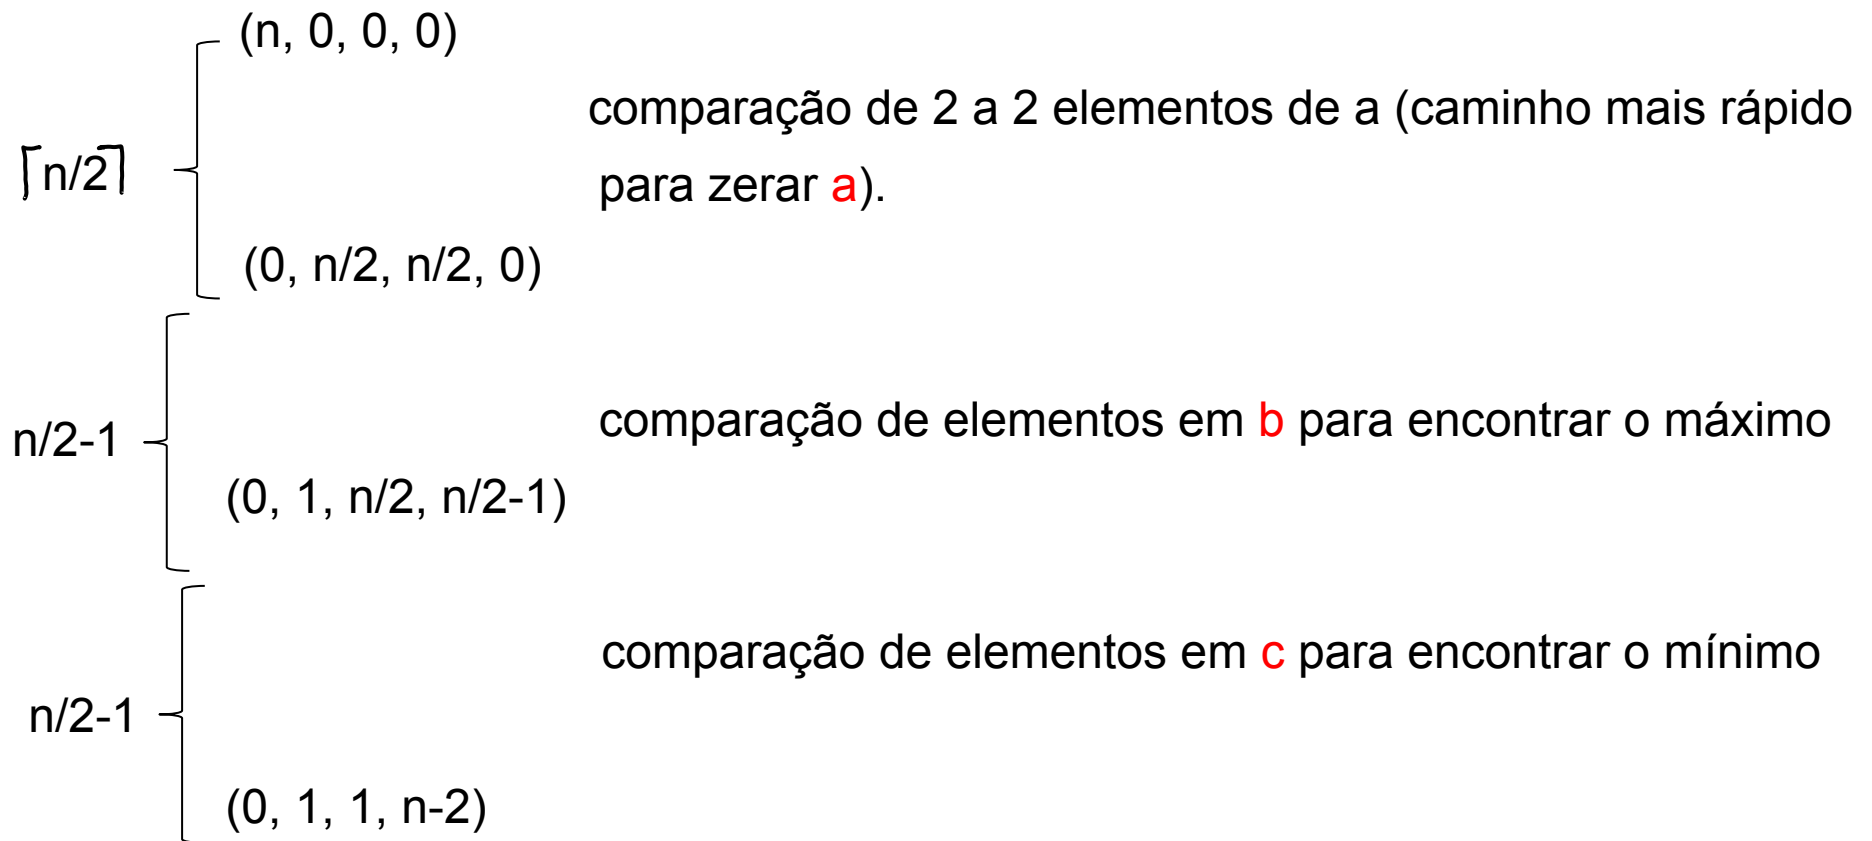 (n, 0, 0, 0)
comparação de 2 a 2 elementos de a (caminho mais rápido
⌈n/2⌉
para zerar a).
(0, n/2, n/2, 0)
n/2-1
comparação de elementos em b para encontrar o máximo
(0, 1, n/2, n/2-1)
comparação de elementos em c para encontrar o mínimo
n/2-1
(0, 1, 1, n-2)